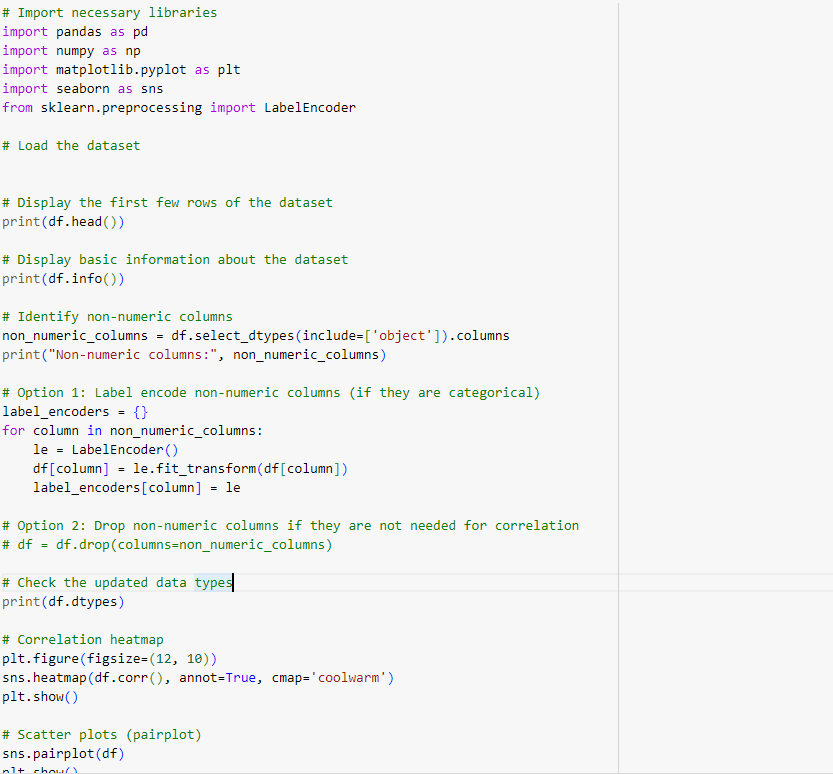 # Import necessary libraries
import pandas as pd
import numpy as np
import matplotlib.pyplot as plt
import seaborn as sns
from sklearn.preprocessing import LabelEncoder
# Load the dataset
# Display the first few rows of the dataset
print(df.head())
# Display basic information about the dataset
print(df.info())
# Identify non-numeric columns
non_numeric_columns = df.select_dtypes(include=['object']).columns
print("Non-numeric columns:", non_numeric_columns)
# Option 1: Label encode non-numeric columns (if they are categorical)
label_encoders = {}
for column in non_numeric_columns:
    le = LabelEncoder()
    df[column] = le.fit_transform(df[column])
    label_encoders[column] = le
# Option 2: Drop non-numeric columns if they are not needed for correlation
# df = df.drop(columns=non_numeric_columns)
# Check the updated data types
print(df.dtypes)
# Correlation heatmap
plt.figure(figsize=(12, 10))
sns.heatmap(df.corr(), annot=True, cmap='coolwarm')
plt.show()
# Scatter plots (pairplot)
sns.pairplot(df)
plt.show()